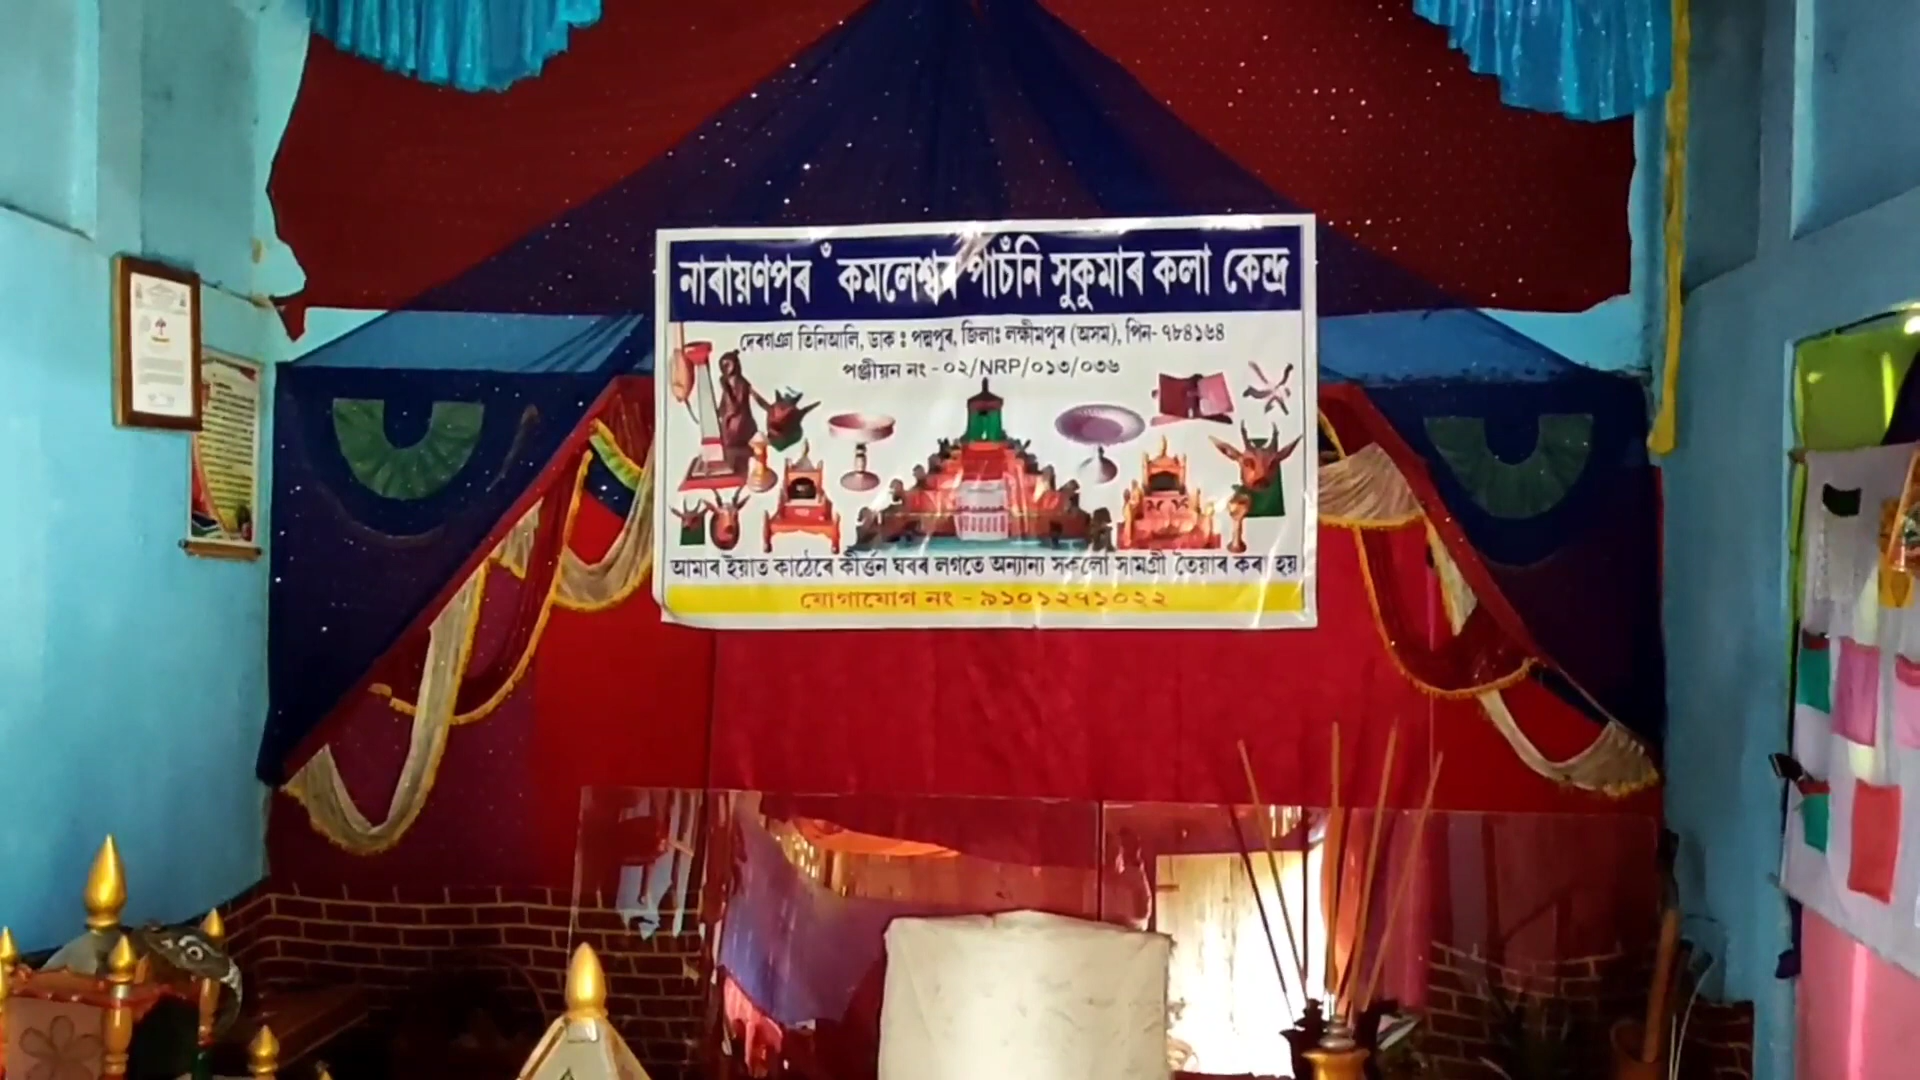 নাৰায়ণপুৰ ঁ কমলেশ্বৰ পাচঁনি সুকুমাৰ কলা কেন্দ্ৰ
দেৰগঞা তিনিআলি, ডাক ঃ পদ্মপুৰ, জিলাঃ লক্ষীমপুৰ (অসম), পিন- ৭৮৪১৬৪
পঞ্জীয়ন নং - ০২/NRP/০১৩/০৩৬
আমাৰ ইয়াত কাঠেৰে কীৰ্ত্তন ঘৰৰ লগতে অন্যান্য সকলো সামগ্ৰী তৈয়াৰ কৰা হয়
যোগাযোগ নং - ৯১০১২৭১০২২